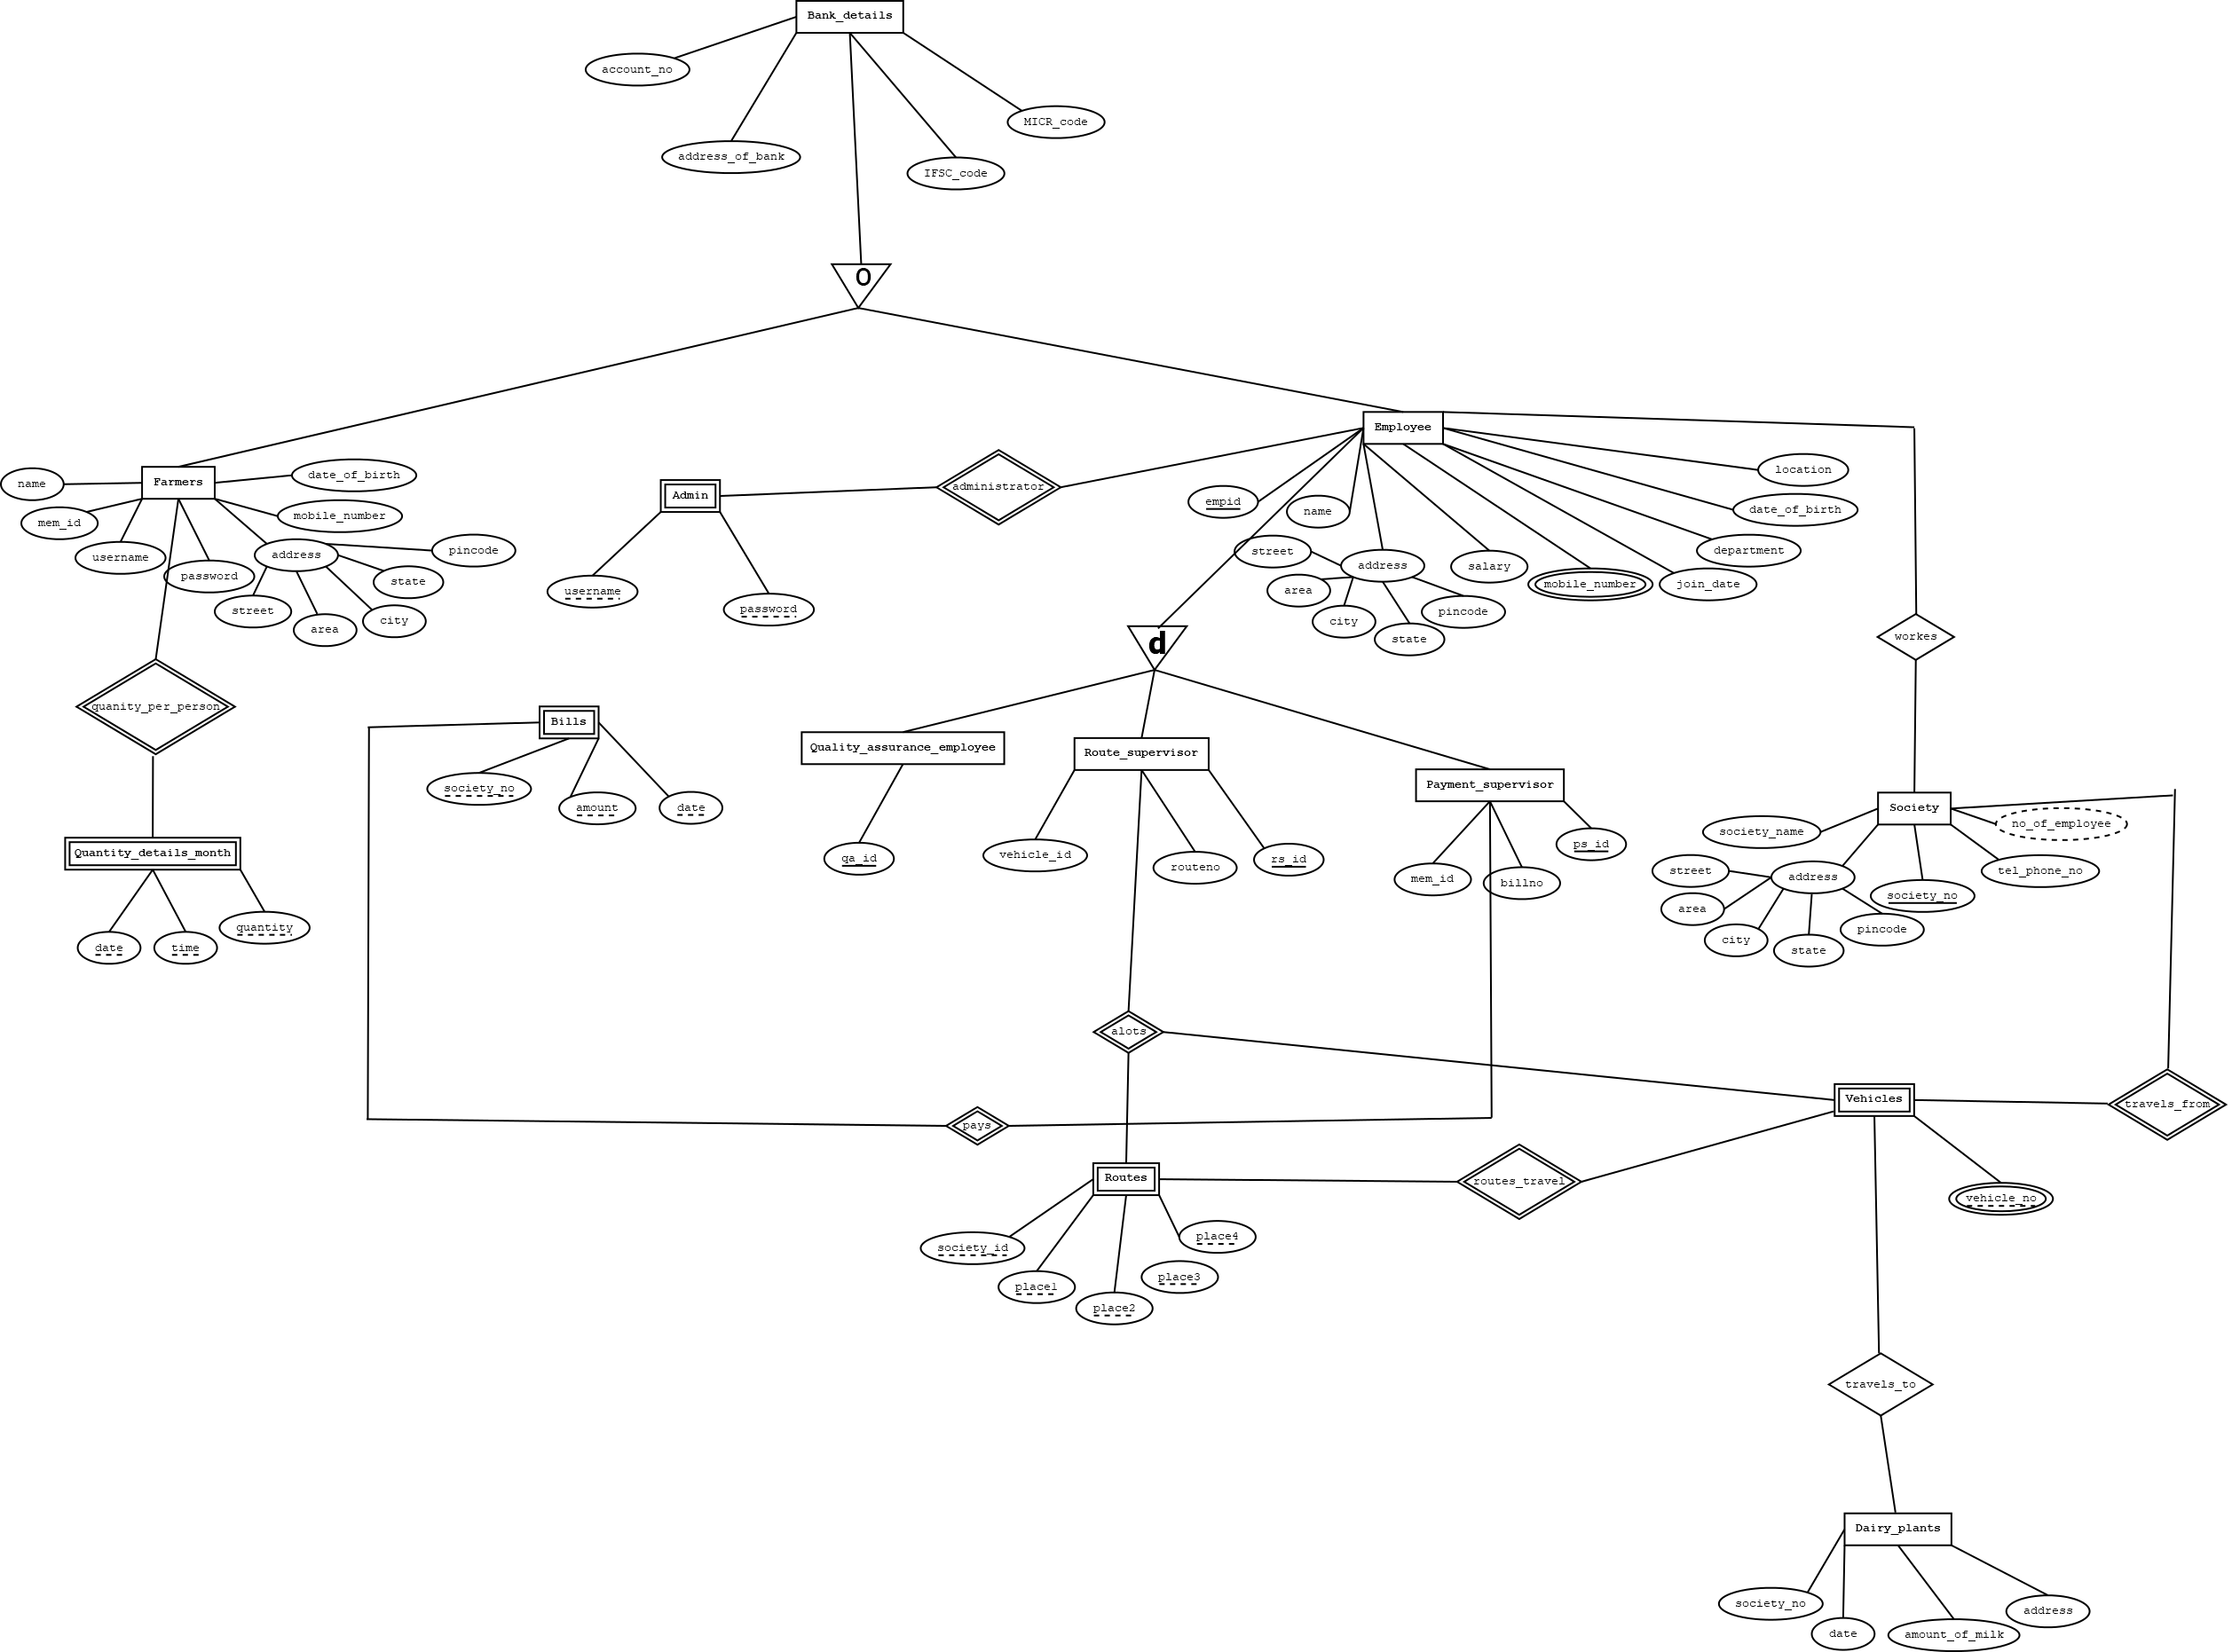 Bank_details
account_no
MICR_code
address_of_bank
IFSC_code
O
Employee
date_of_birth
location
name
Farmers
Admin
administrator
empid
name
date_of_birth
mem_id
mobile_number
username
address
pincode
street
department
password
state
username
address
salary
mobile_number
join_date
street
area
city
password
area
city
pincode
state
d
workes
quanity_per_person
Bills
Quality_assurance_employee
Route_supervisor
Payment_supervisor
society_no
amount
date
Society
society_name
no_of_employee
Quantity_details_month
qa_id
vehicle_id
routeno
rs_id
ps_id
mem_id
billno
street
address
tel_phone_no
society_no
area
date
time
quantity
city
state
pincode
alots
Vehicles
travels_from
pays
Routes
routes_travel
vehicle_no
society_id
place4
place1
place3
place2
travels_to
Dairy_plants
society_no
date
amount_of_milk
address